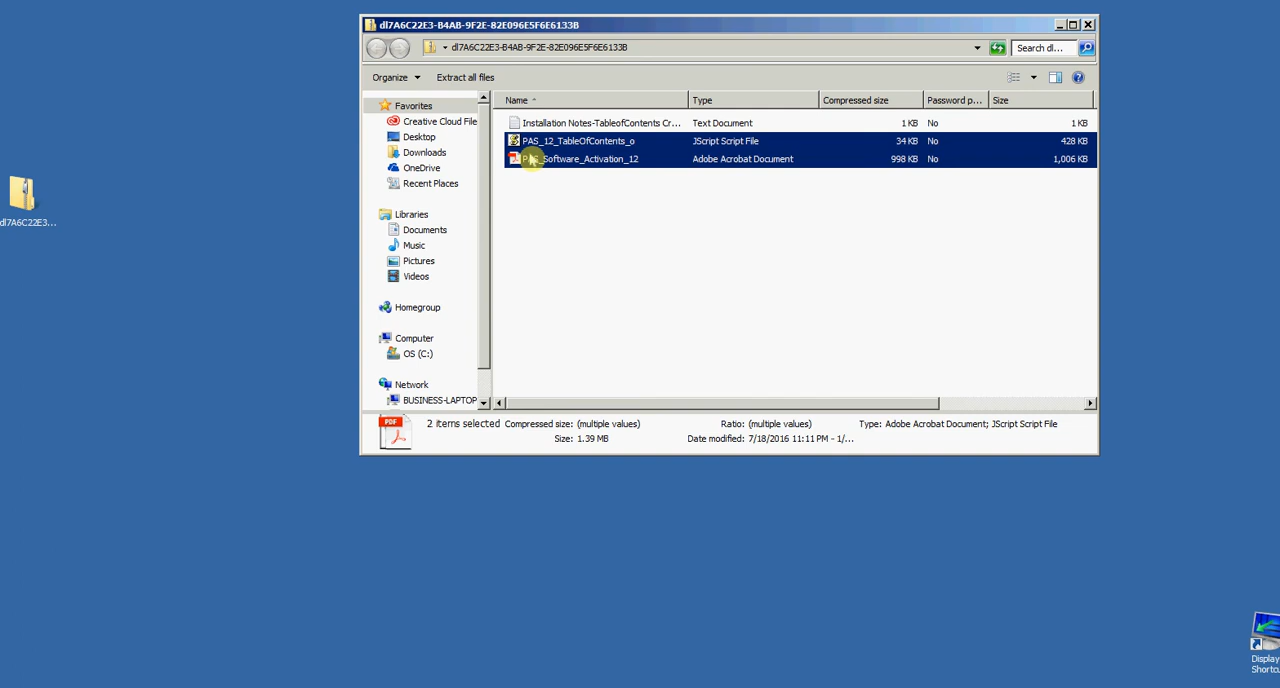 dl7A6C22E3-B4AB-9F2E-82E096E5F6E6133B
dl7A6C22E3-B4AB-9F2E-82E096E5F6E6133B
Search dl...
Organize
Extract all files
Name
Type
Compressed size
Password p...
Size
Installation Notes-TableofContents Cr...
Text Document
1 KB
No
1 KB
PAS_12_TableOfContents_o
JScript Script File
34 KB
No
428 KB
PAS_Software_Activation_12
Adobe Acrobat Document
998 KB
No
1,006 KB
Favorites
Creative Cloud File
Desktop
Downloads
OneDrive
Recent Places
Libraries
Documents
Music
Pictures
Videos
Homegroup
Computer
OS (C:)
Network
BUSINESS-LAPTOP
PDF
2 items selected
Compressed size: (multiple values)
Ratio: (multiple values)
Type: Adobe Acrobat Document; JScript Script File
Size: 1.39 MB
Date modified: 7/18/2016 11:11 PM - 1/...
dl7A6C22E3...
Display
Shortc